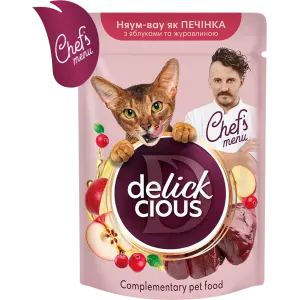 Chef's
menu
Няум-вау як ПЕЧІНКА
з яблуками та журавлиною
Chef's
menu
delick
cious
Complementary pet food